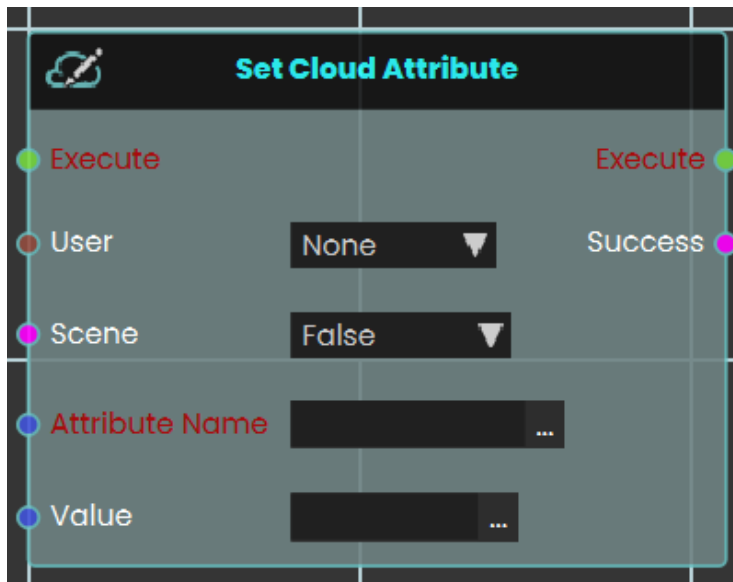 Set Cloud Attribute
Execute Execute
User None Success
Scene False
Attribute Name ...
Value ...